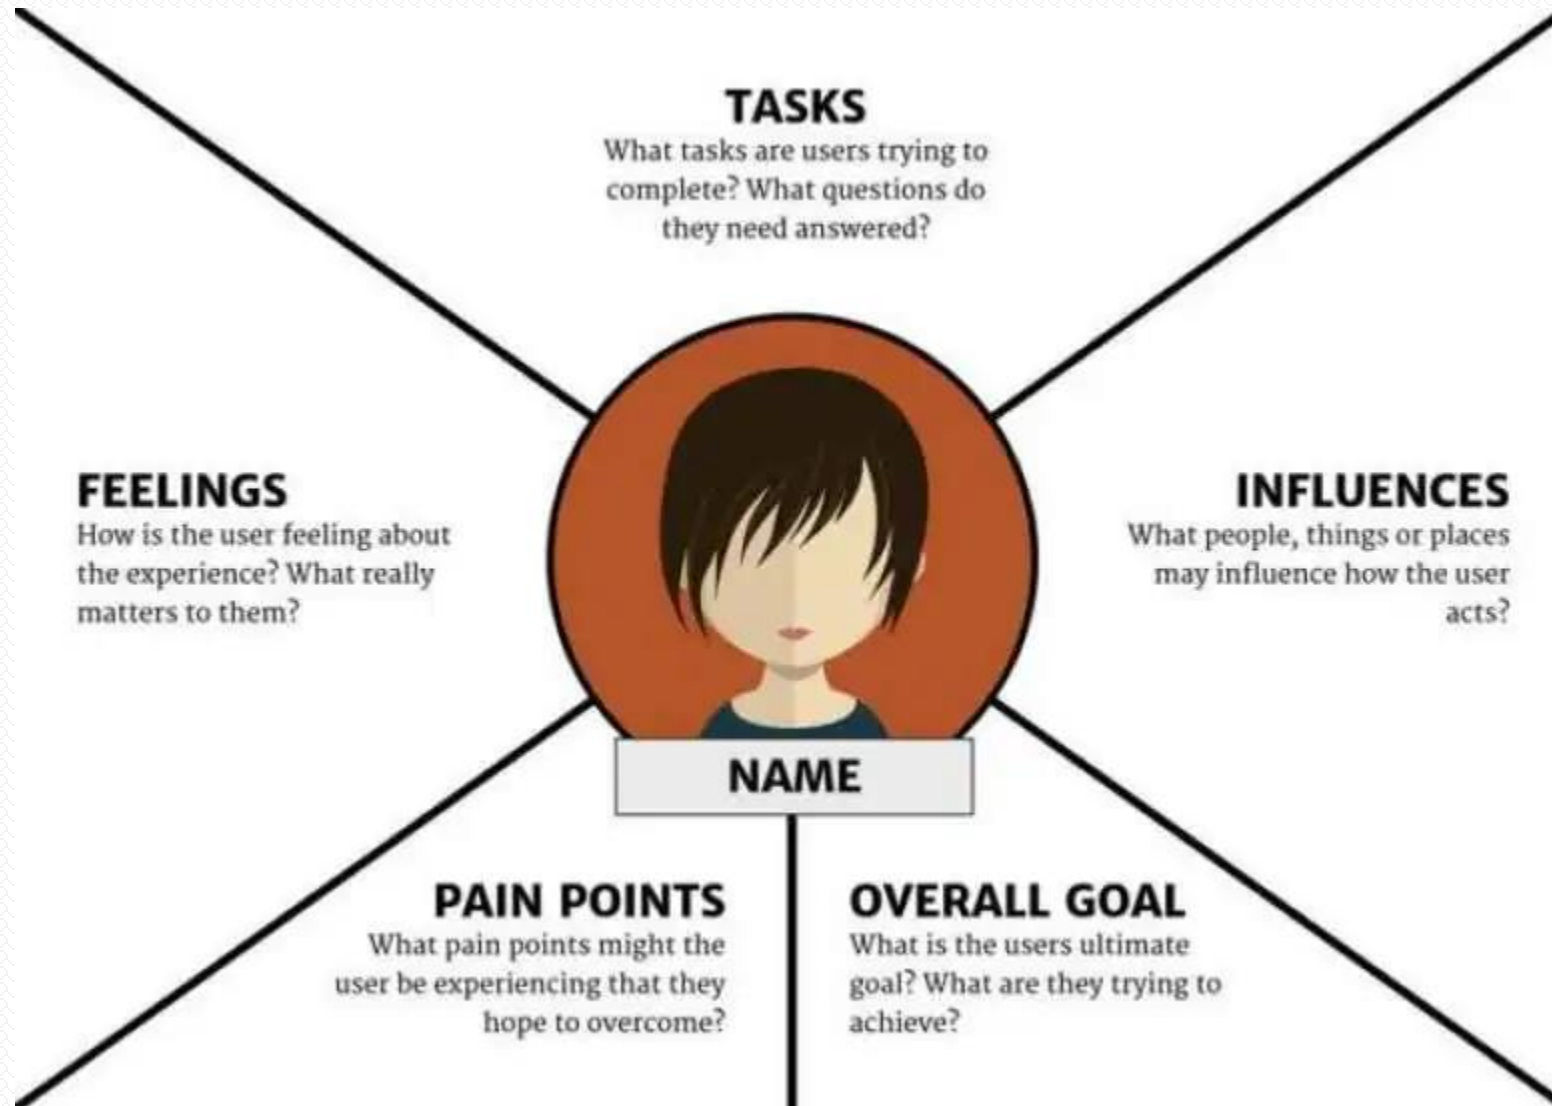 TASKS
What tasks are users trying to
complete? What questions do
they need answered?
FEELINGS
How is the user feeling about
the experience? What really
matters to them?
INFLUENCES
What people, things or places
may influence how the user
acts?
NAME
PAIN POINTS
What pain points might the
user be experiencing that they
hope to overcome?
OVERALL GOAL
What is the users ultimate
goal? What are they trying to
achieve?